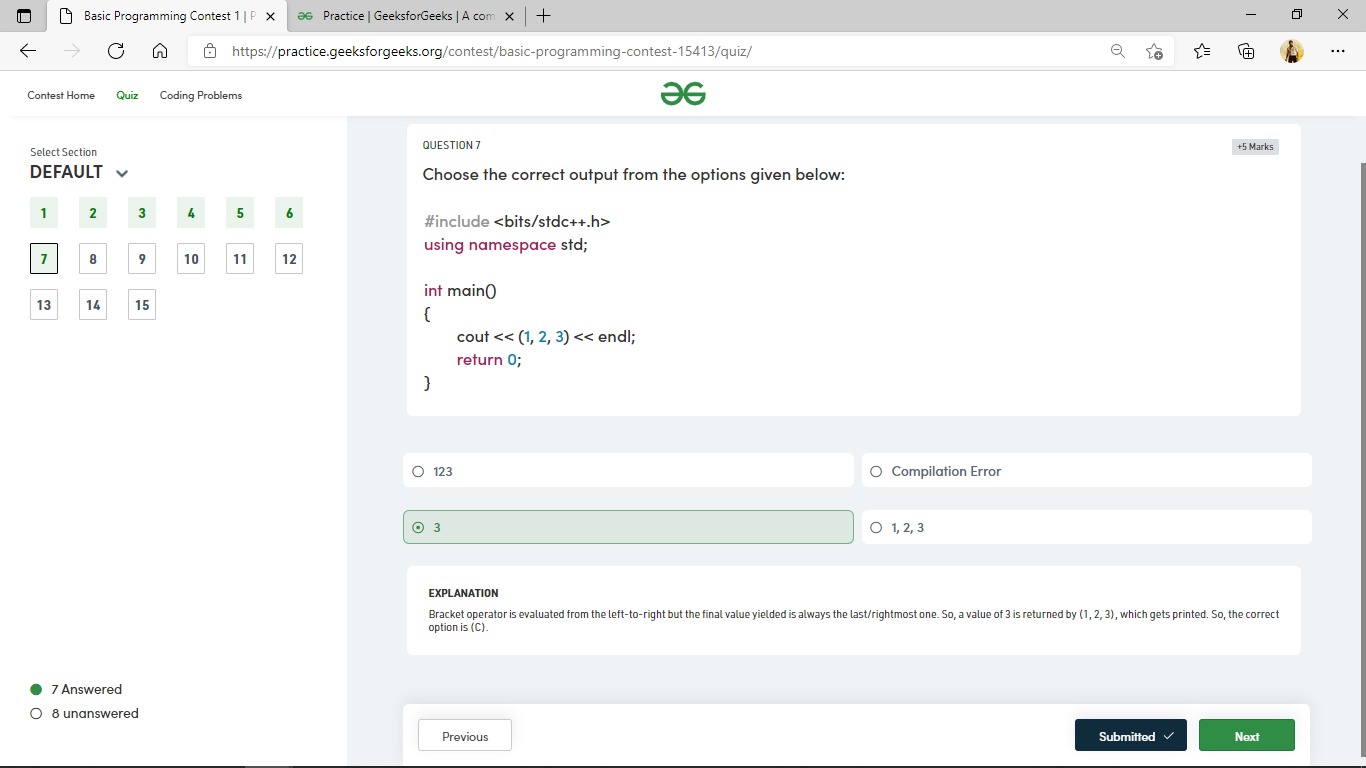 Basic Programming Contest 1 | P
Practice | GeeksforGeeks | A com
https://practice.geeksforgeeks.org/contest/basic-programming-contest-15413/quiz/
Contest Home Quiz Coding Problems
Select Section
DEFAULT
1 2 3 4 5 6
7 8 9 10 11 12
13 14 15
7 Answered
8 unanswered
QUESTION 7
+5 Marks
Choose the correct output from the options given below:
#include <bits/stdc++.h>
using namespace std;
int main()
{
cout << (1, 2, 3) << endl;
return 0;
}
123
Compilation Error
3
1, 2, 3
EXPLANATION
Bracket operator is evaluated from the left-to-right but the final value yielded is always the last/rightmost one. So, a value of 3 is returned by (1, 2, 3), which gets printed. So, the correct
option is (C).
Previous
Submitted
Next